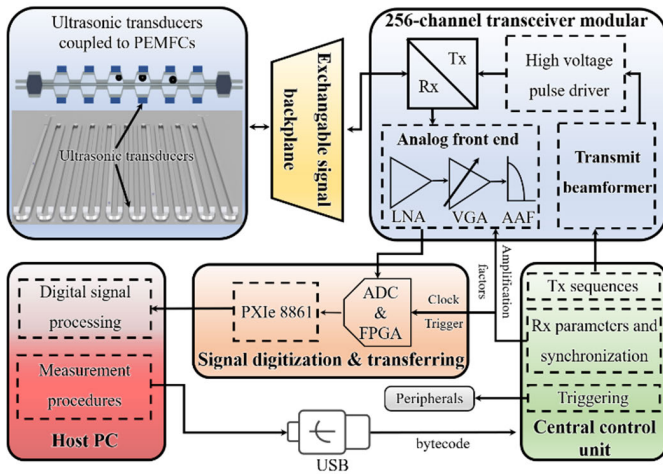 Ultrasonic transducers
coupled to PEMFCs
Ultrasonic transducers
Exchangable signal
backplane
256-channel transceiver modular
Tx
Rx
High voltage
pulse driver
Analog front end
LNA
VGA
AAF
Transmit
beamformer
Digital signal
processing
Measurement
procedures
Host PC
PXIe 8861
ADC
&
FPGA
Signal digitization & transferring
Clock
Trigger
Amplification
factors
Tx sequences
Rx parameters and
synchronization
Triggering
Central control
unit
Peripherals
USB
bytecode